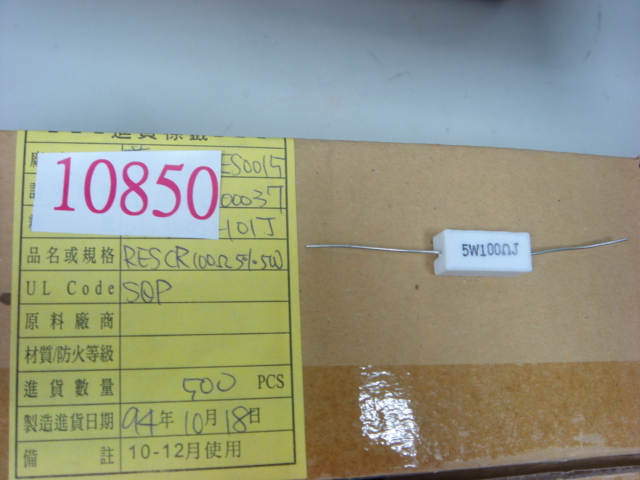 進貨標籤
廠 ES0015
10850
00037
101J
5W100ΩJ
品名或規格 RES CR 100Ω 5% 5W
UL Code SQP
原料廠商
材質/防火等級
進貨數量 500 PCS
製造進貨日期 94年10月18日
備註 10-12月使用